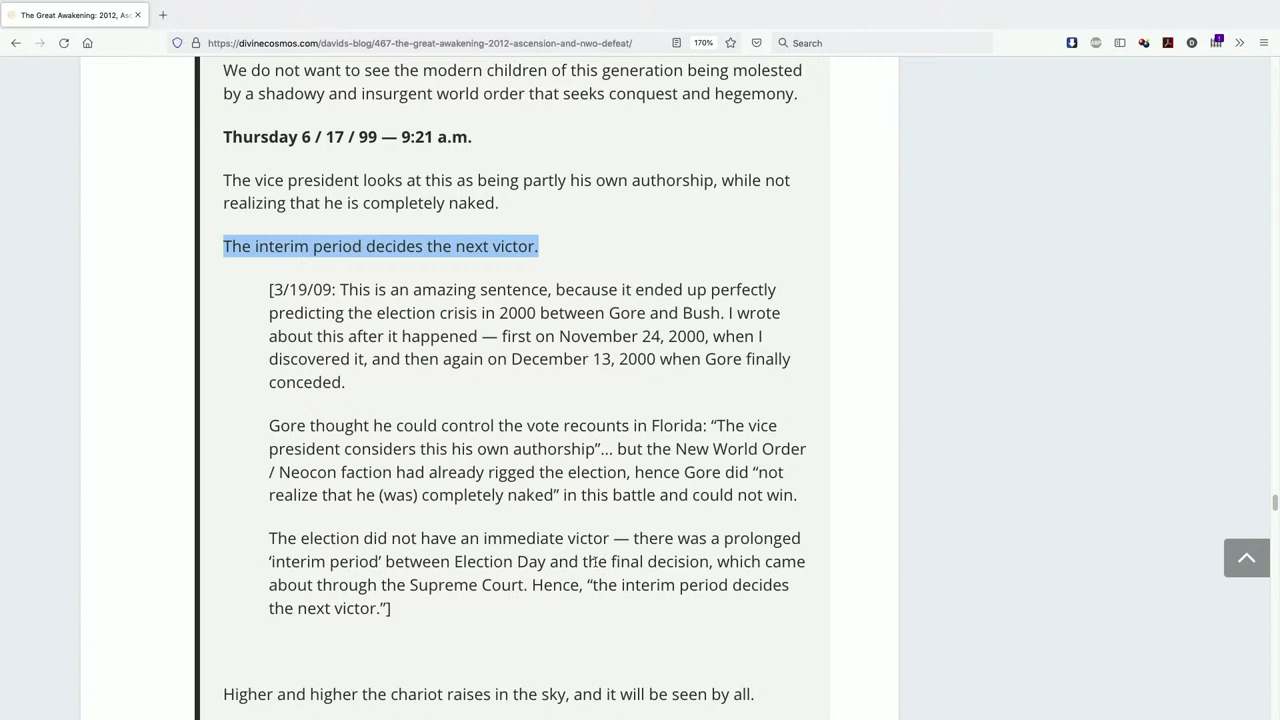 The Great Awakening: 2012, Asc
https://divinecosmos.com/davids-blog/467-the-great-awakening-2012-ascension-and-nwo-defeat/
170%
Search
We do not want to see the modern children of this generation being molested
by a shadowy and insurgent world order that seeks conquest and hegemony.
Thursday 6 / 17 / 99 — 9:21 a.m.
The vice president looks at this as being partly his own authorship, while not
realizing that he is completely naked.
The interim period decides the next victor.
[3/19/09: This is an amazing sentence, because it ended up perfectly
predicting the election crisis in 2000 between Gore and Bush. I wrote
about this after it happened — first on November 24, 2000, when I
discovered it, and then again on December 13, 2000 when Gore finally
conceded.
Gore thought he could control the vote recounts in Florida: “The vice
president considers this his own authorship”… but the New World Order
/ Neocon faction had already rigged the election, hence Gore did “not
realize that he (was) completely naked” in this battle and could not win.
The election did not have an immediate victor — there was a prolonged
‘interim period’ between Election Day and the final decision, which came
about through the Supreme Court. Hence, “the interim period decides
the next victor.”]
Higher and higher the chariot raises in the sky, and it will be seen by all.